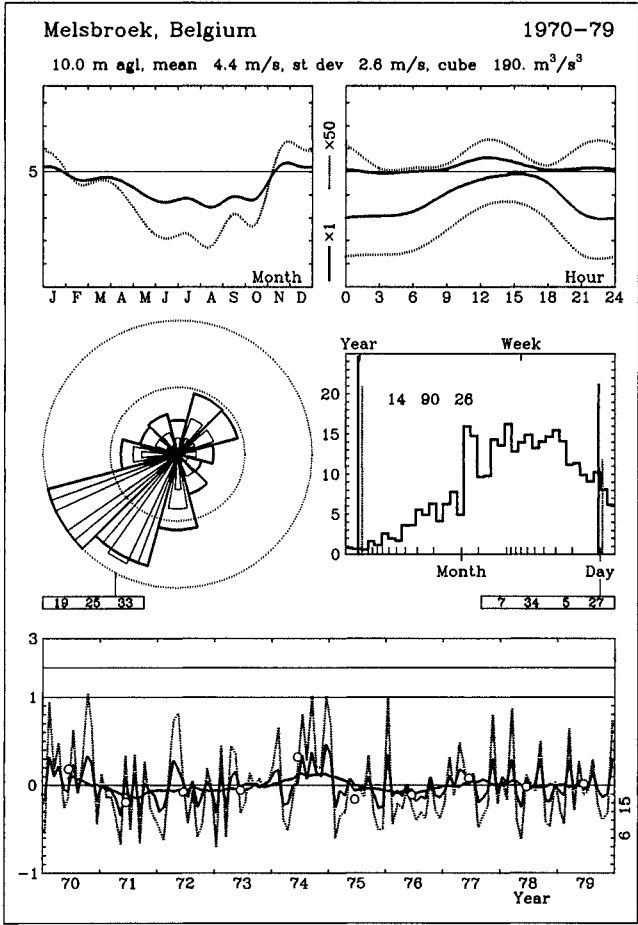 Melsbroek, Belgium 1970-79
10.0 m agl, mean 4.4 m/s, st dev 2.6 m/s, cube 190. m³/s³
5
Month
J F M A M J J A S O N D
×1 ×50
Hour
0 3 6 9 12 15 18 21 24
Year Week
20
15
10
5
0
14 90 26
Month Day
19 25 33
7 34 5 27
3
1
0
-1
70 71 72 73 74 75 76 77 78 79
Year
6 15